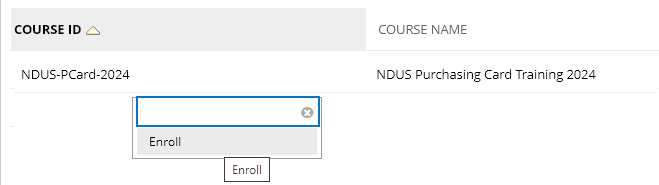 COURSE ID COURSE NAME
NDUS-PCard-2024 NDUS Purchasing Card Training 2024
Enroll
Enroll